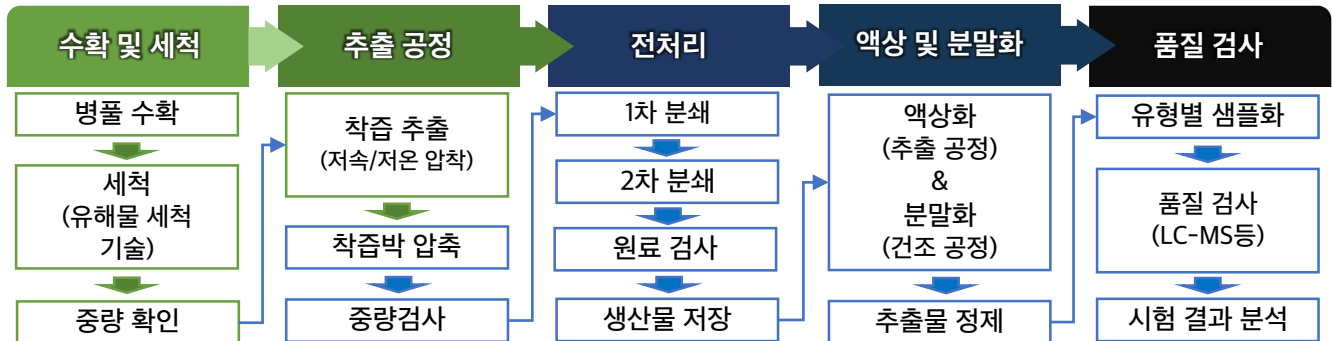 수확 및 세척
추출 공정
전처리
액상 및 분말화
품질 검사
병풀 수확
세척
(유해물 세척
기술)
중량 확인
착즙 추출
(저속/저온 압착)
착즙박 압축
중량검사
1차 분쇄
2차 분쇄
원료 검사
생산물 저장
액상화
(추출 공정)
&
분말화
(건조 공정)
추출물 정제
유형별 샘플화
품질 검사
(LC-MS등)
시험 결과 분석